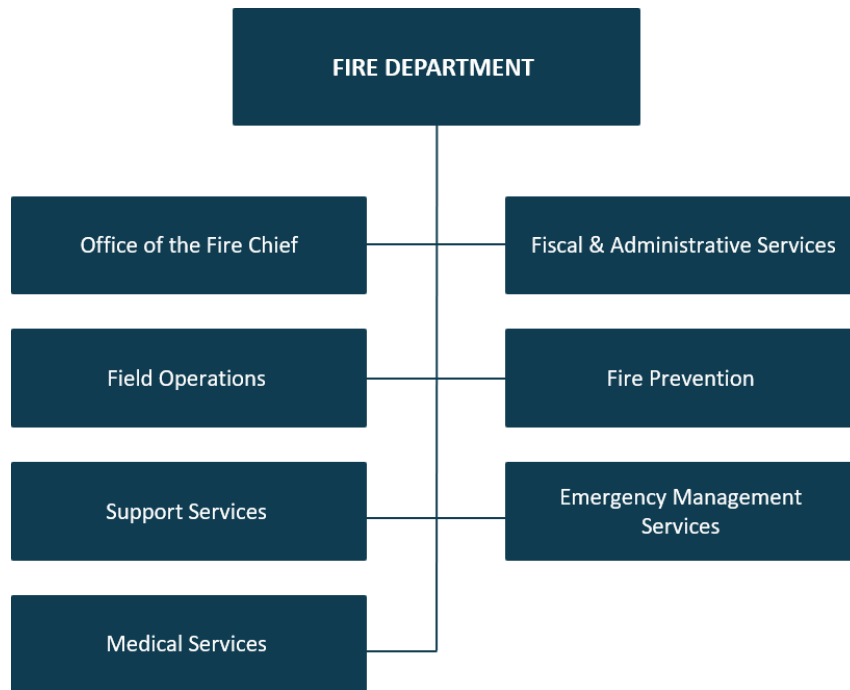 FIRE DEPARTMENT
Office of the Fire Chief
Fiscal & Administrative Services
Field Operations
Fire Prevention
Support Services
Emergency Management
Services
Medical Services